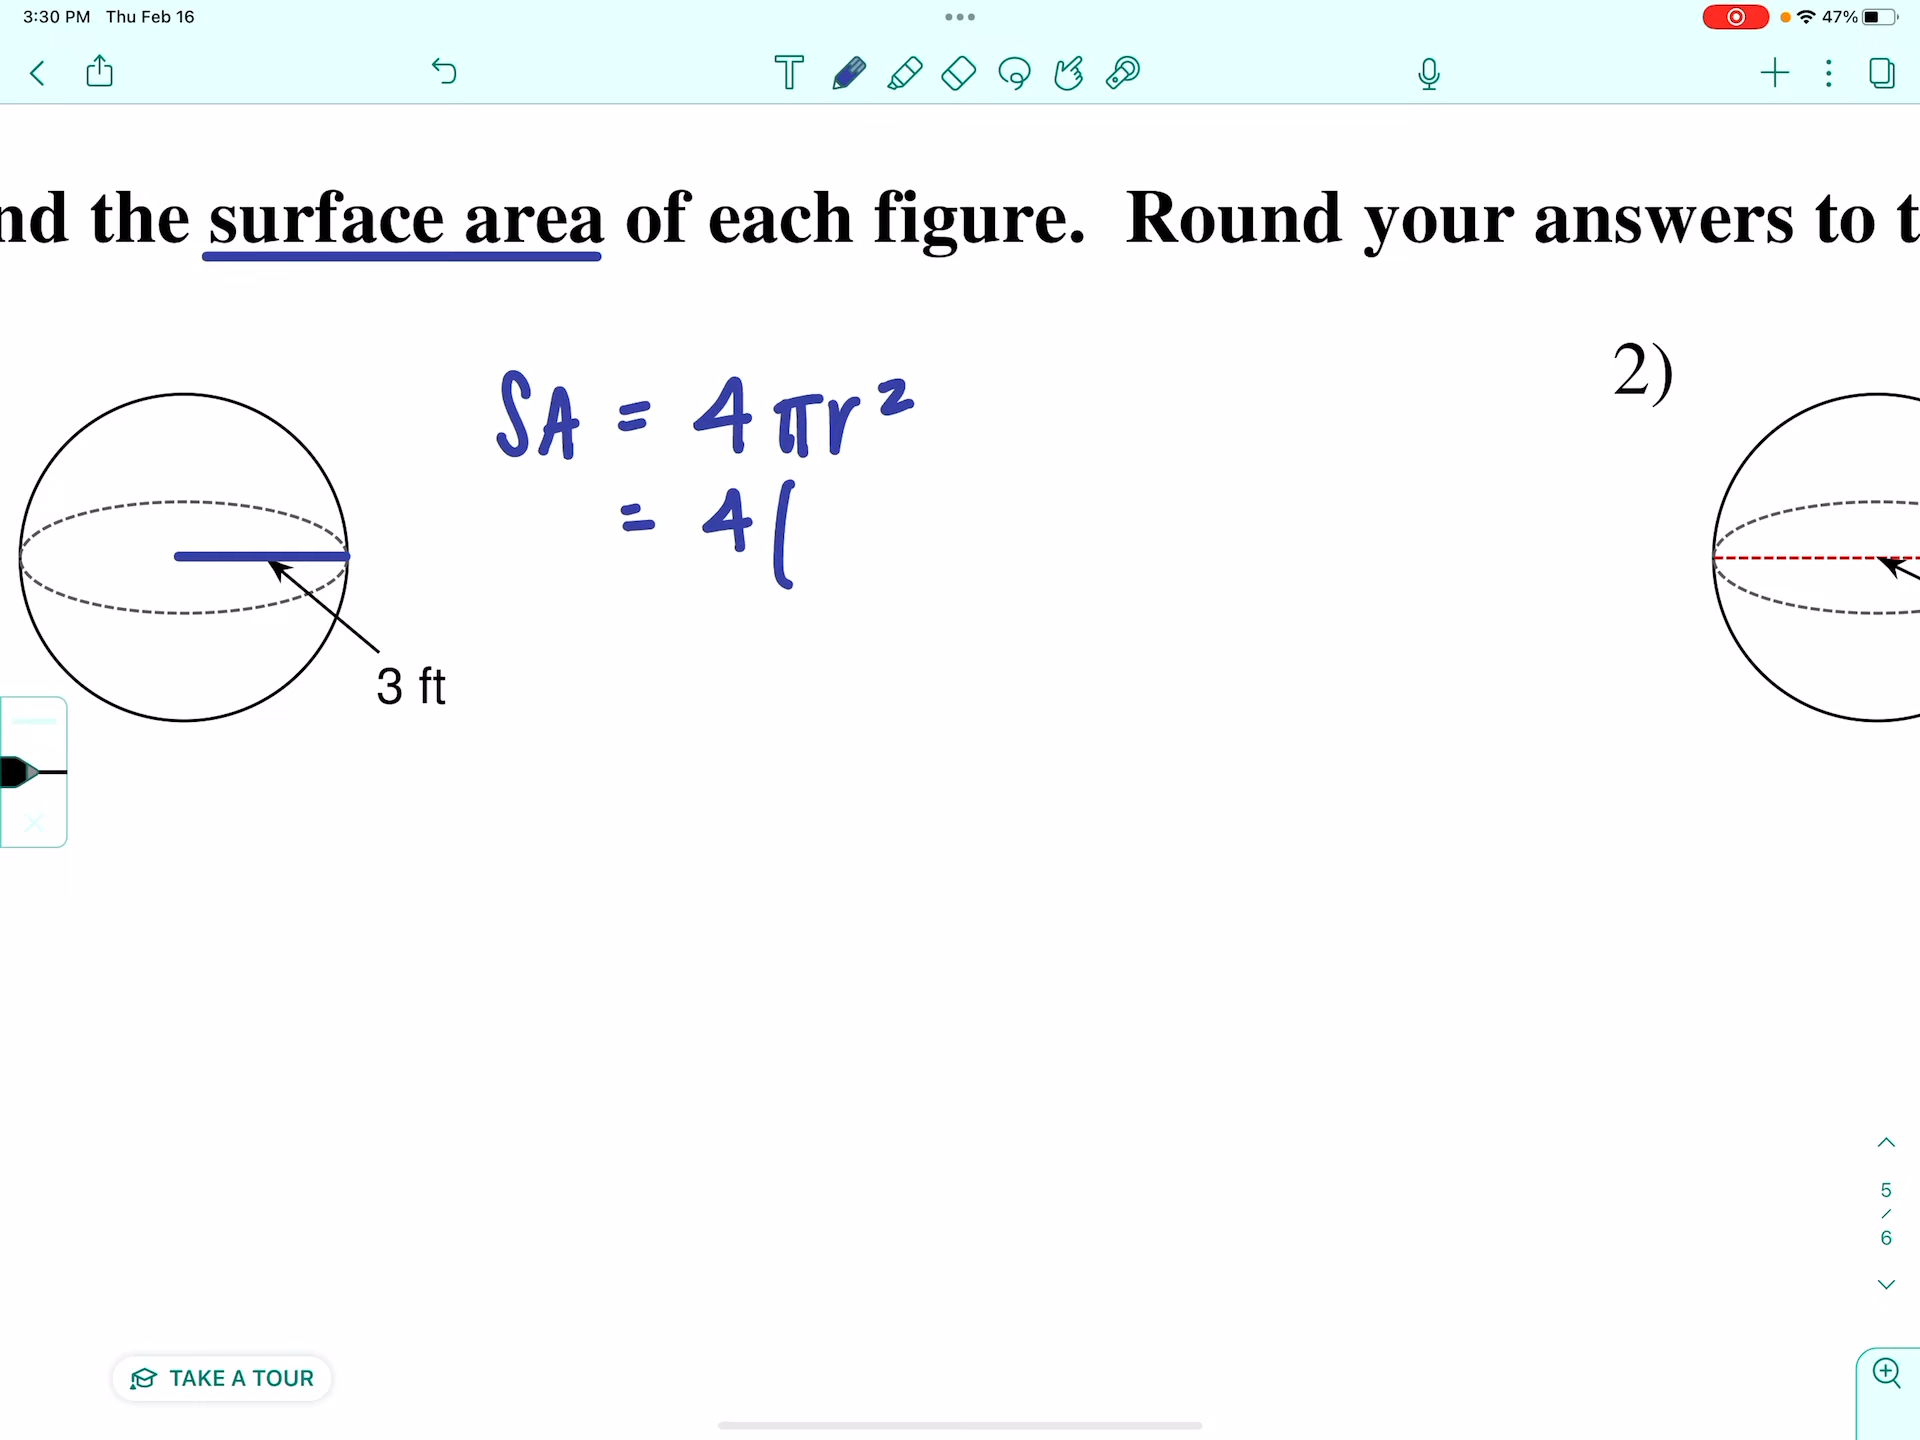 3:30 PM Thu Feb 16
47%
nd the surface area of each figure. Round your answers to t
SA = 4πr²
= 4(
2)
3 ft
5
/
6
TAKE A TOUR